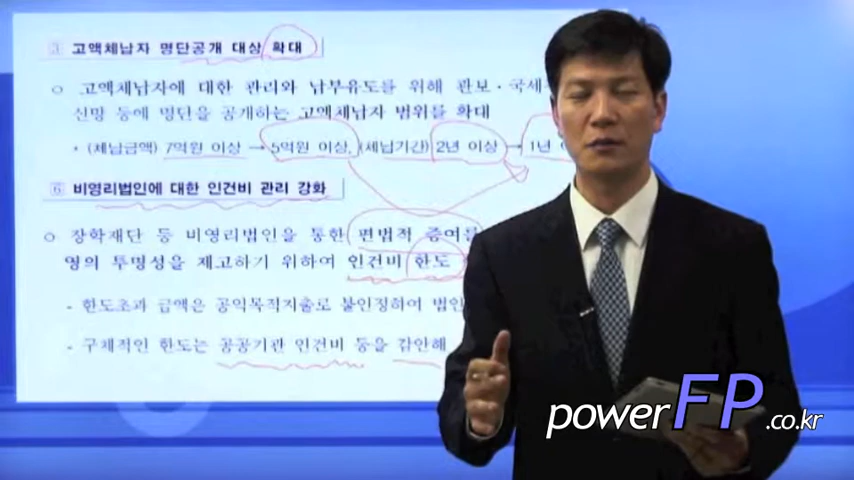 ⑤ 고액체납자 명단공개 대상 확대
○ 고액체납자에 대한 관리와 납부유도를 위해 관보·국세
신망 등에 명단을 공개하는 고액체납자 범위를 확대
* (체납금액) 7억원 이상 → 5억원 이상, (체납기간) 2년 이상 → 1년
⑥ 비영리법인에 대한 인건비 관리 강화
○ 장학재단 등 비영리법인을 통한 편법적 증여를
영의 투명성을 제고하기 위하여 인건비 한도
- 한도초과 금액은 공익목적지출로 불인정하여 법인
- 구체적인 한도는 공공기관 인건비 등을 감안해
powerFP.co.kr